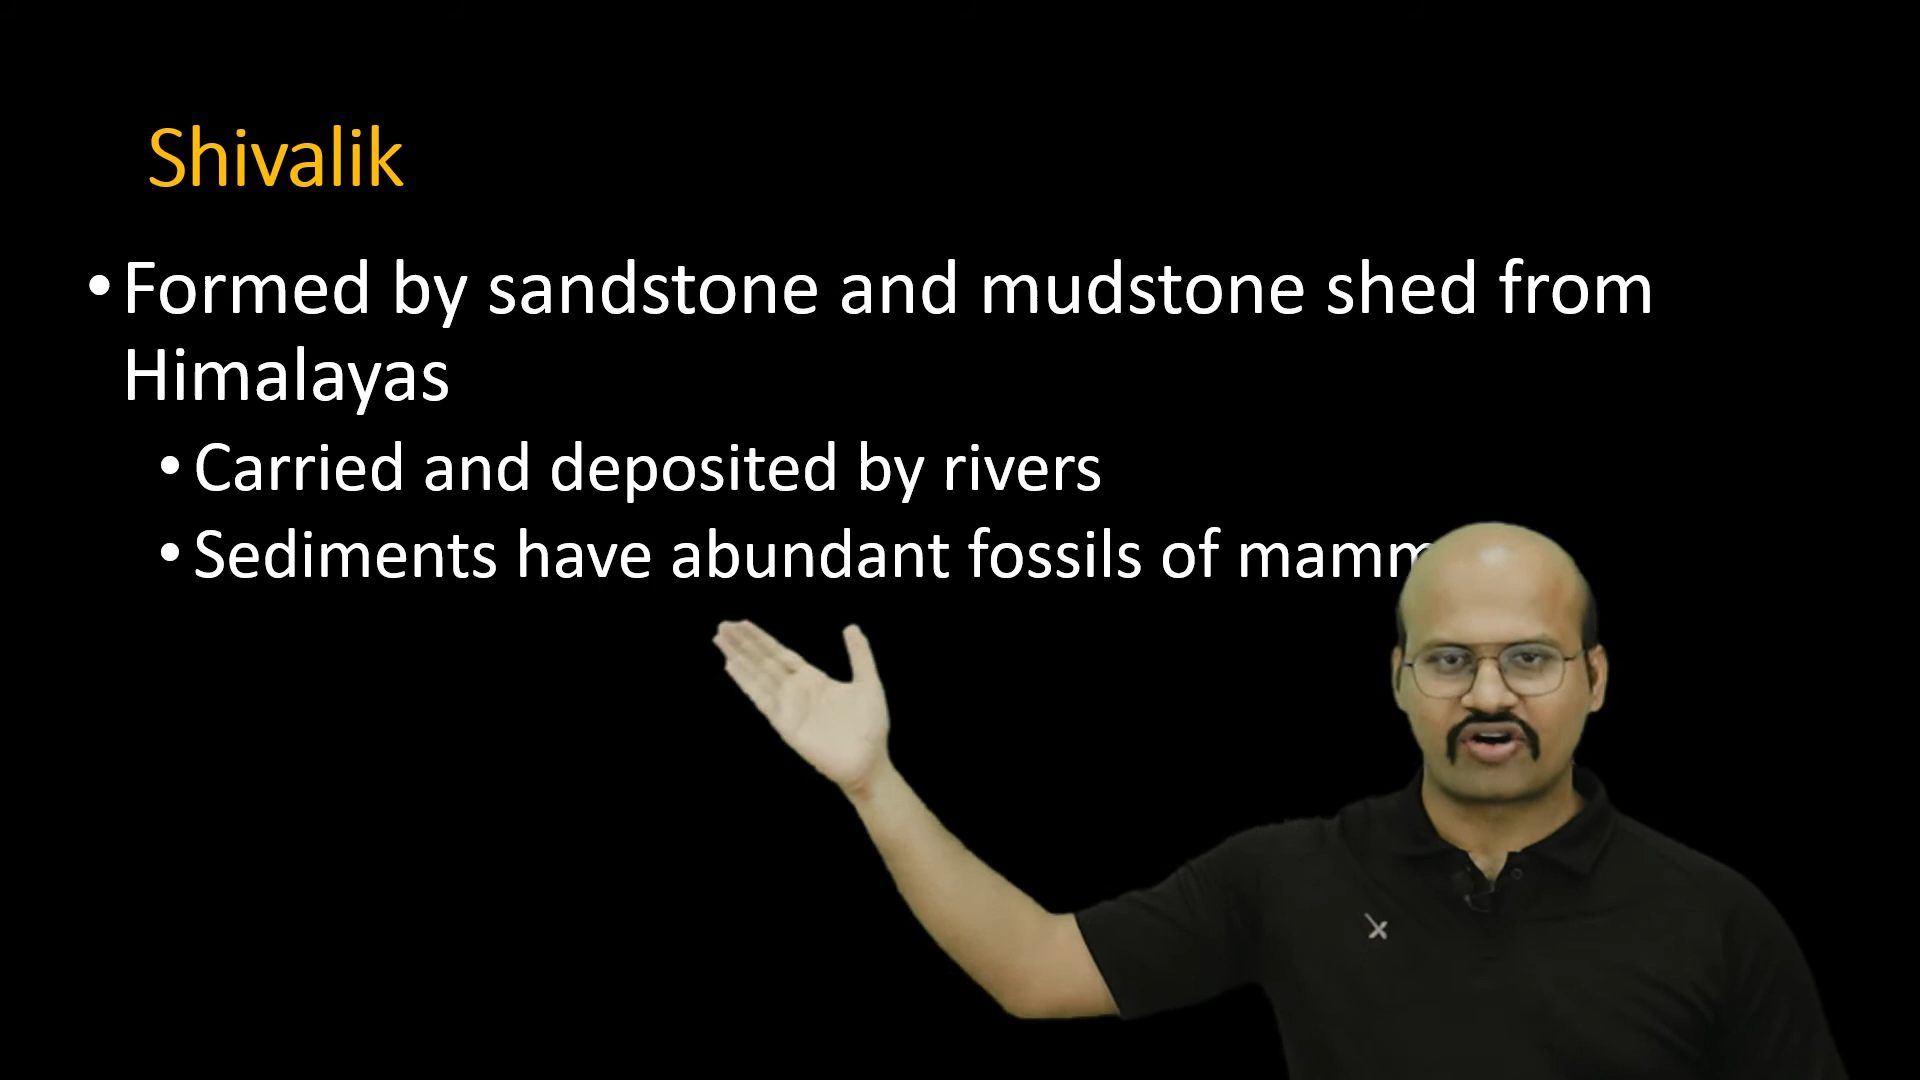 Shivalik
• Formed by sandstone and mudstone shed from
Himalayas
• Carried and deposited by rivers
• Sediments have abundant fossils of